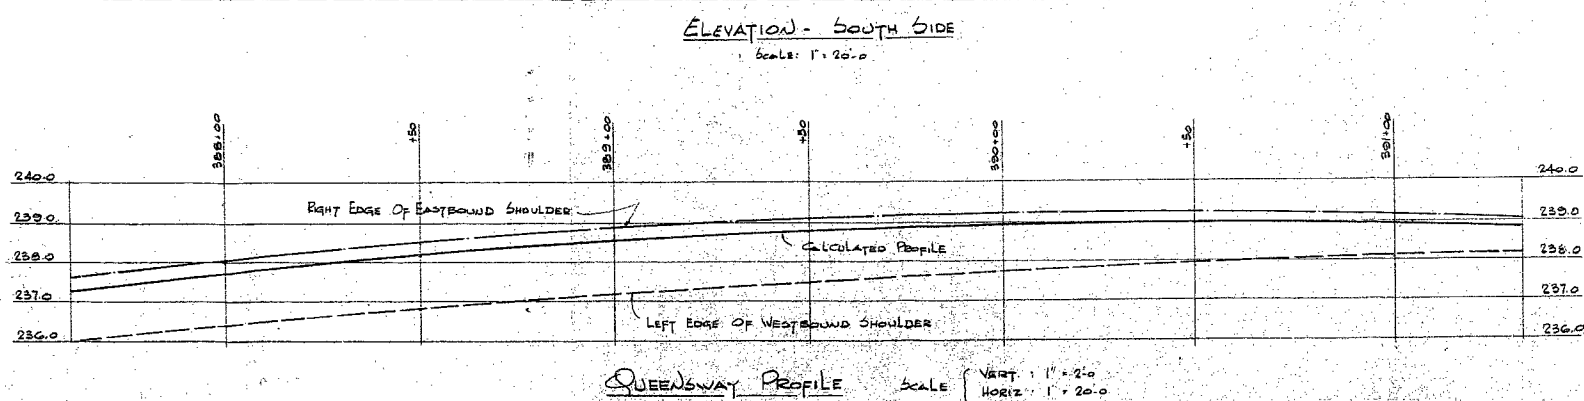 ELEVATION - SOUTH SIDE
Scale: 1" = 20'-0
388+00
+50
389+00
+50
390+00
+50
391+00
240.0
240.0
RIGHT EDGE OF EASTBOUND SHOULDER
239.0
239.0
CALCULATED PROFILE
238.0
238.0
237.0
237.0
LEFT EDGE OF WESTBOUND SHOULDER
236.0
236.0
QUEENSWAY PROFILE
SCALE
VERT : 1" = 2'-0
HORIZ : 1" = 20'-0